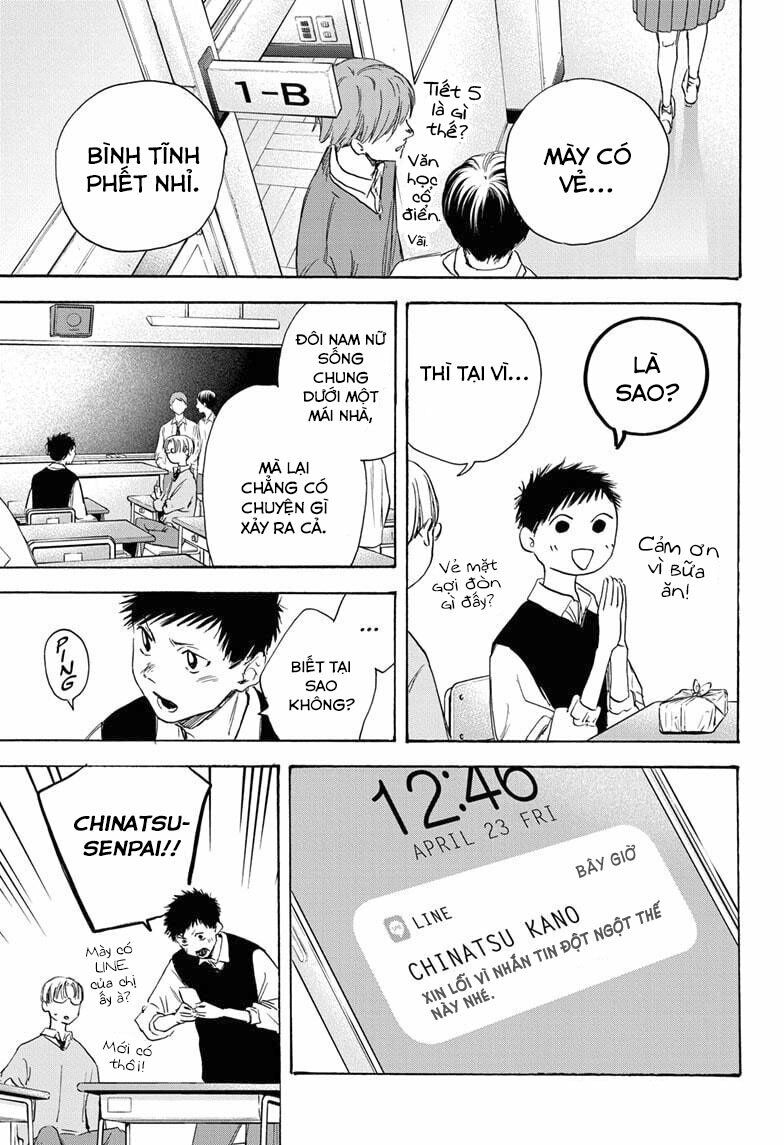 MÀY CÓ
VẺ...
1-B
Tiết 5
là gì
thế?
Văn
học
cổ
điển.
Vãi.
BÌNH TĨNH
PHẾT NHỈ.
LÀ
SAO?
THÌ TẠI VÌ...
Cảm ơn
vì bữa
ăn!
Vẻ mặt
gợi đòn
gì đấy?
ĐÔI NAM NỮ
SỐNG
CHUNG
DƯỚI MỘT
MÁI NHÀ,
MÀ LẠI
CHẲNG CÓ
CHUYỆN GÌ
XẢY RA CẢ.
...
BIẾT TẠI
SAO
KHÔNG?
PING
12:46
APRIL 23 FRI
BÂY GIỜ
LINE
CHINATSU KANO
XIN LỖI VÌ NHẮN TIN ĐỘT NGỘT THẾ
NÀY NHÉ.
CHINATSU-
SENPAI!!
Mày có
LINE
của chị
ấy à?
Mới có
thôi!